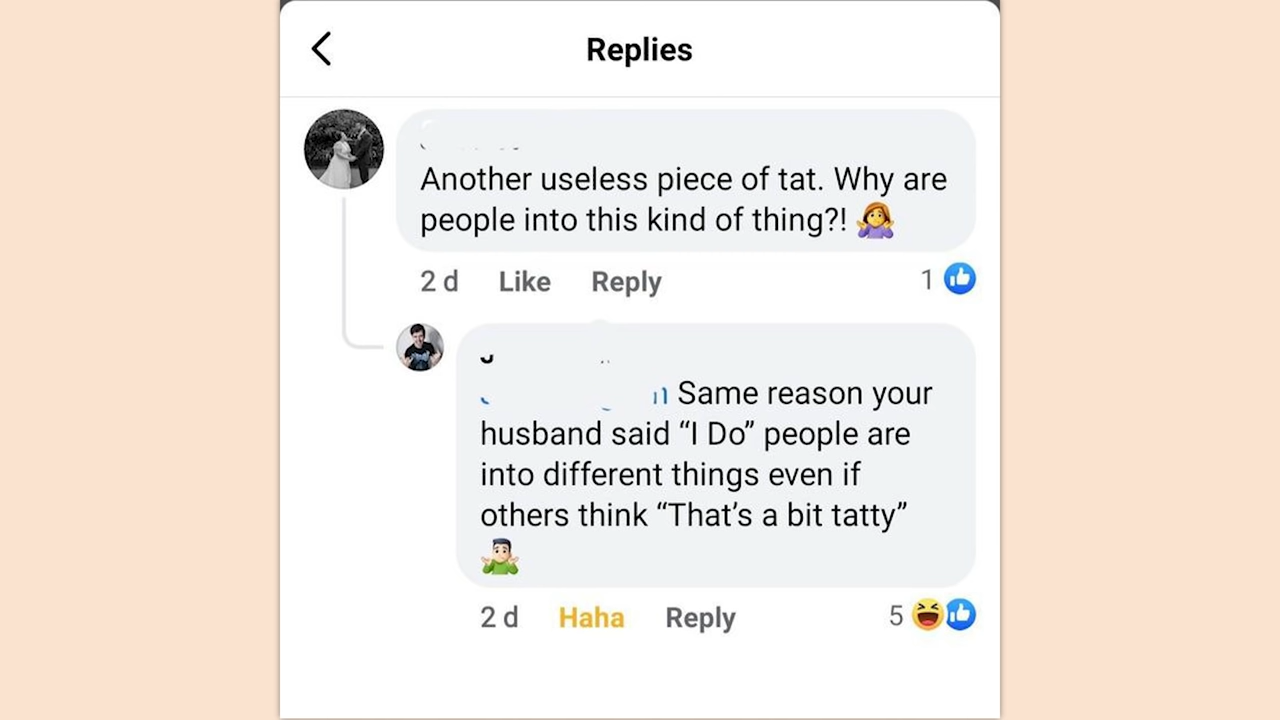 Replies
Another useless piece of tat. Why are
people into this kind of thing?! 🤷‍♀️
2 d Like Reply 1
Same reason your
husband said “I Do” people are
into different things even if
others think “That’s a bit tatty”
🤷🏻‍♂️
2 d Haha Reply 5